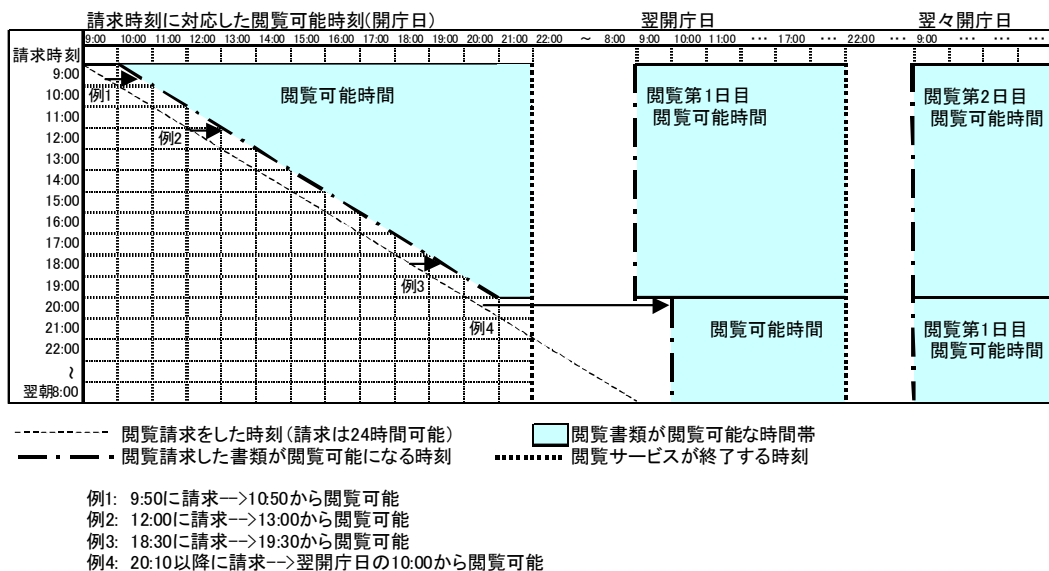 請求時刻に対応した閲覧可能時刻(開庁日) 翌開庁日 翌々開庁日
9:00 10:00 11:00 12:00 13:00 14:00 15:00 16:00 17:00 18:00 19:00 20:00 21:00 22:00 ～ 8:00 9:00 10:00 11:00 … 17:00 … 22:00 … 9:00 … … …
請求時刻
9:00
例1 閲覧可能時間 閲覧第1日目 閲覧第2日目
10:00
閲覧可能時間 閲覧可能時間
11:00
12:00
例2
13:00
14:00
15:00
16:00
17:00
18:00
19:00
例3
20:00
21:00
例4 閲覧可能時間 閲覧第1日目
22:00
閲覧可能時間
～
翌朝8:00
閲覧請求をした時刻(請求は24時間可能) 閲覧書類が閲覧可能な時間帯
閲覧請求した書類が閲覧可能になる時刻 閲覧サービスが終了する時刻
例1: 9:50に請求-->10:50から閲覧可能
例2: 12:00に請求-->13:00から閲覧可能
例3: 18:30に請求-->19:30から閲覧可能
例4: 20:10以降に請求-->翌開庁日の10:00から閲覧可能